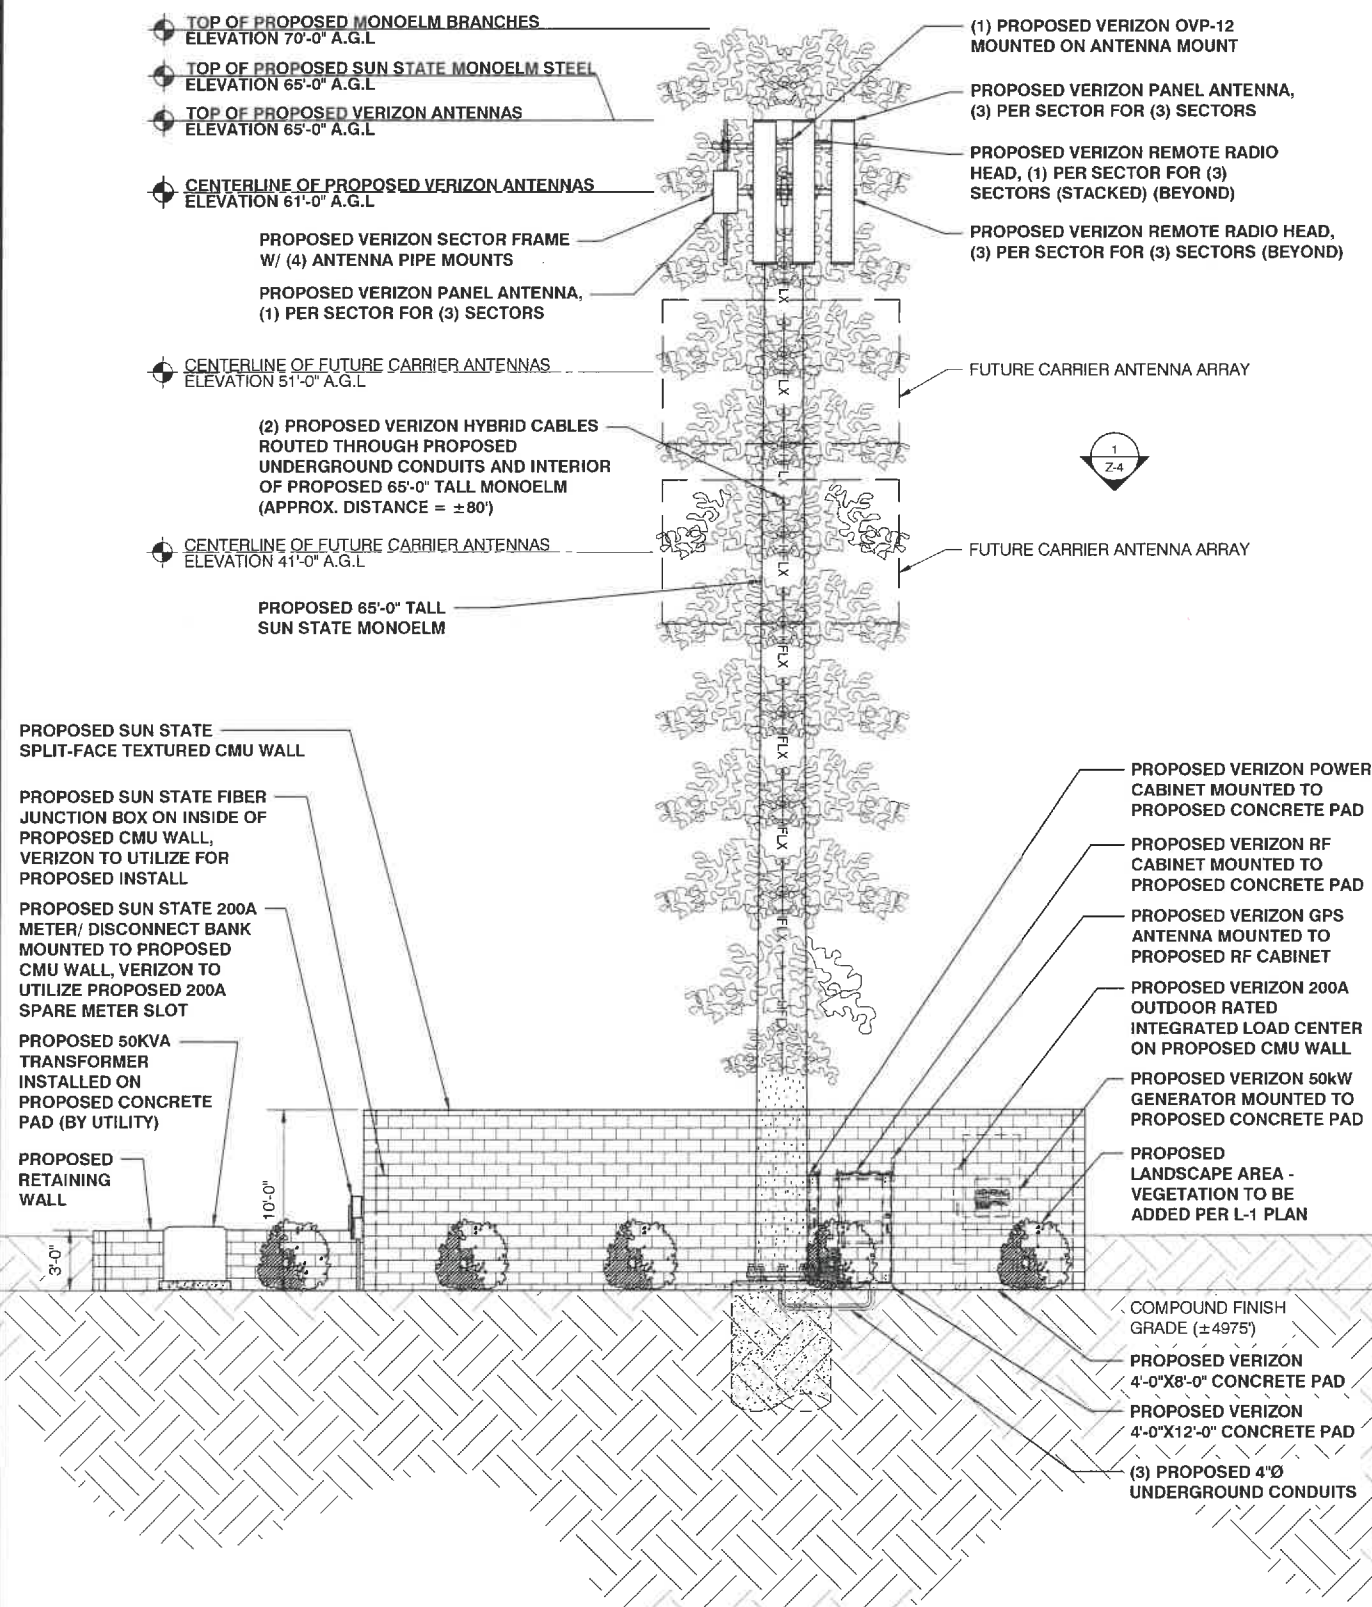 TOP OF PROPOSED MONOELM BRANCHES
ELEVATION 70'-0" A.G.L
TOP OF PROPOSED SUN STATE MONOELM STEEL
ELEVATION 65'-0" A.G.L
TOP OF PROPOSED VERIZON ANTENNAS
ELEVATION 65'-0" A.G.L
CENTERLINE OF PROPOSED VERIZON ANTENNAS
ELEVATION 61'-0" A.G.L
PROPOSED VERIZON SECTOR FRAME
W/ (4) ANTENNA PIPE MOUNTS
PROPOSED VERIZON PANEL ANTENNA,
(1) PER SECTOR FOR (3) SECTORS
CENTERLINE OF FUTURE CARRIER ANTENNAS
ELEVATION 51'-0" A.G.L
(2) PROPOSED VERIZON HYBRID CABLES
ROUTED THROUGH PROPOSED
UNDERGROUND CONDUITS AND INTERIOR
OF PROPOSED 65'-0" TALL MONOELM
(APPROX. DISTANCE = ±80')
CENTERLINE OF FUTURE CARRIER ANTENNAS
ELEVATION 41'-0" A.G.L
PROPOSED 65'-0" TALL
SUN STATE MONOELM
(1) PROPOSED VERIZON OVP-12
MOUNTED ON ANTENNA MOUNT
PROPOSED VERIZON PANEL ANTENNA,
(3) PER SECTOR FOR (3) SECTORS
PROPOSED VERIZON REMOTE RADIO
HEAD, (1) PER SECTOR FOR (3)
SECTORS (STACKED) (BEYOND)
PROPOSED VERIZON REMOTE RADIO HEAD,
(3) PER SECTOR FOR (3) SECTORS (BEYOND)
FUTURE CARRIER ANTENNA ARRAY
1
Z-4
FUTURE CARRIER ANTENNA ARRAY
FLX
FLX
FLX
FLX
FLX
FLX
FLX
PROPOSED SUN STATE
SPLIT-FACE TEXTURED CMU WALL
PROPOSED SUN STATE FIBER
JUNCTION BOX ON INSIDE OF
PROPOSED CMU WALL,
VERIZON TO UTILIZE FOR
PROPOSED INSTALL
PROPOSED SUN STATE 200A
METER/ DISCONNECT BANK
MOUNTED TO PROPOSED
CMU WALL, VERIZON TO
UTILIZE PROPOSED 200A
SPARE METER SLOT
PROPOSED 50KVA
TRANSFORMER
INSTALLED ON
PROPOSED CONCRETE
PAD (BY UTILITY)
PROPOSED
RETAINING
WALL
3'-0"
10'-0"
PROPOSED VERIZON POWER
CABINET MOUNTED TO
PROPOSED CONCRETE PAD
PROPOSED VERIZON RF
CABINET MOUNTED TO
PROPOSED CONCRETE PAD
PROPOSED VERIZON GPS
ANTENNA MOUNTED TO
PROPOSED RF CABINET
PROPOSED VERIZON 200A
OUTDOOR RATED
INTEGRATED LOAD CENTER
ON PROPOSED CMU WALL
PROPOSED VERIZON 50kW
GENERATOR MOUNTED TO
PROPOSED CONCRETE PAD
PROPOSED
LANDSCAPE AREA -
VEGETATION TO BE
ADDED PER L-1 PLAN
COMPOUND FINISH
GRADE (±4975')
PROPOSED VERIZON
4'-0"X8'-0" CONCRETE PAD
PROPOSED VERIZON
4'-0"X12'-0" CONCRETE PAD
(3) PROPOSED 4"Ø
UNDERGROUND CONDUITS